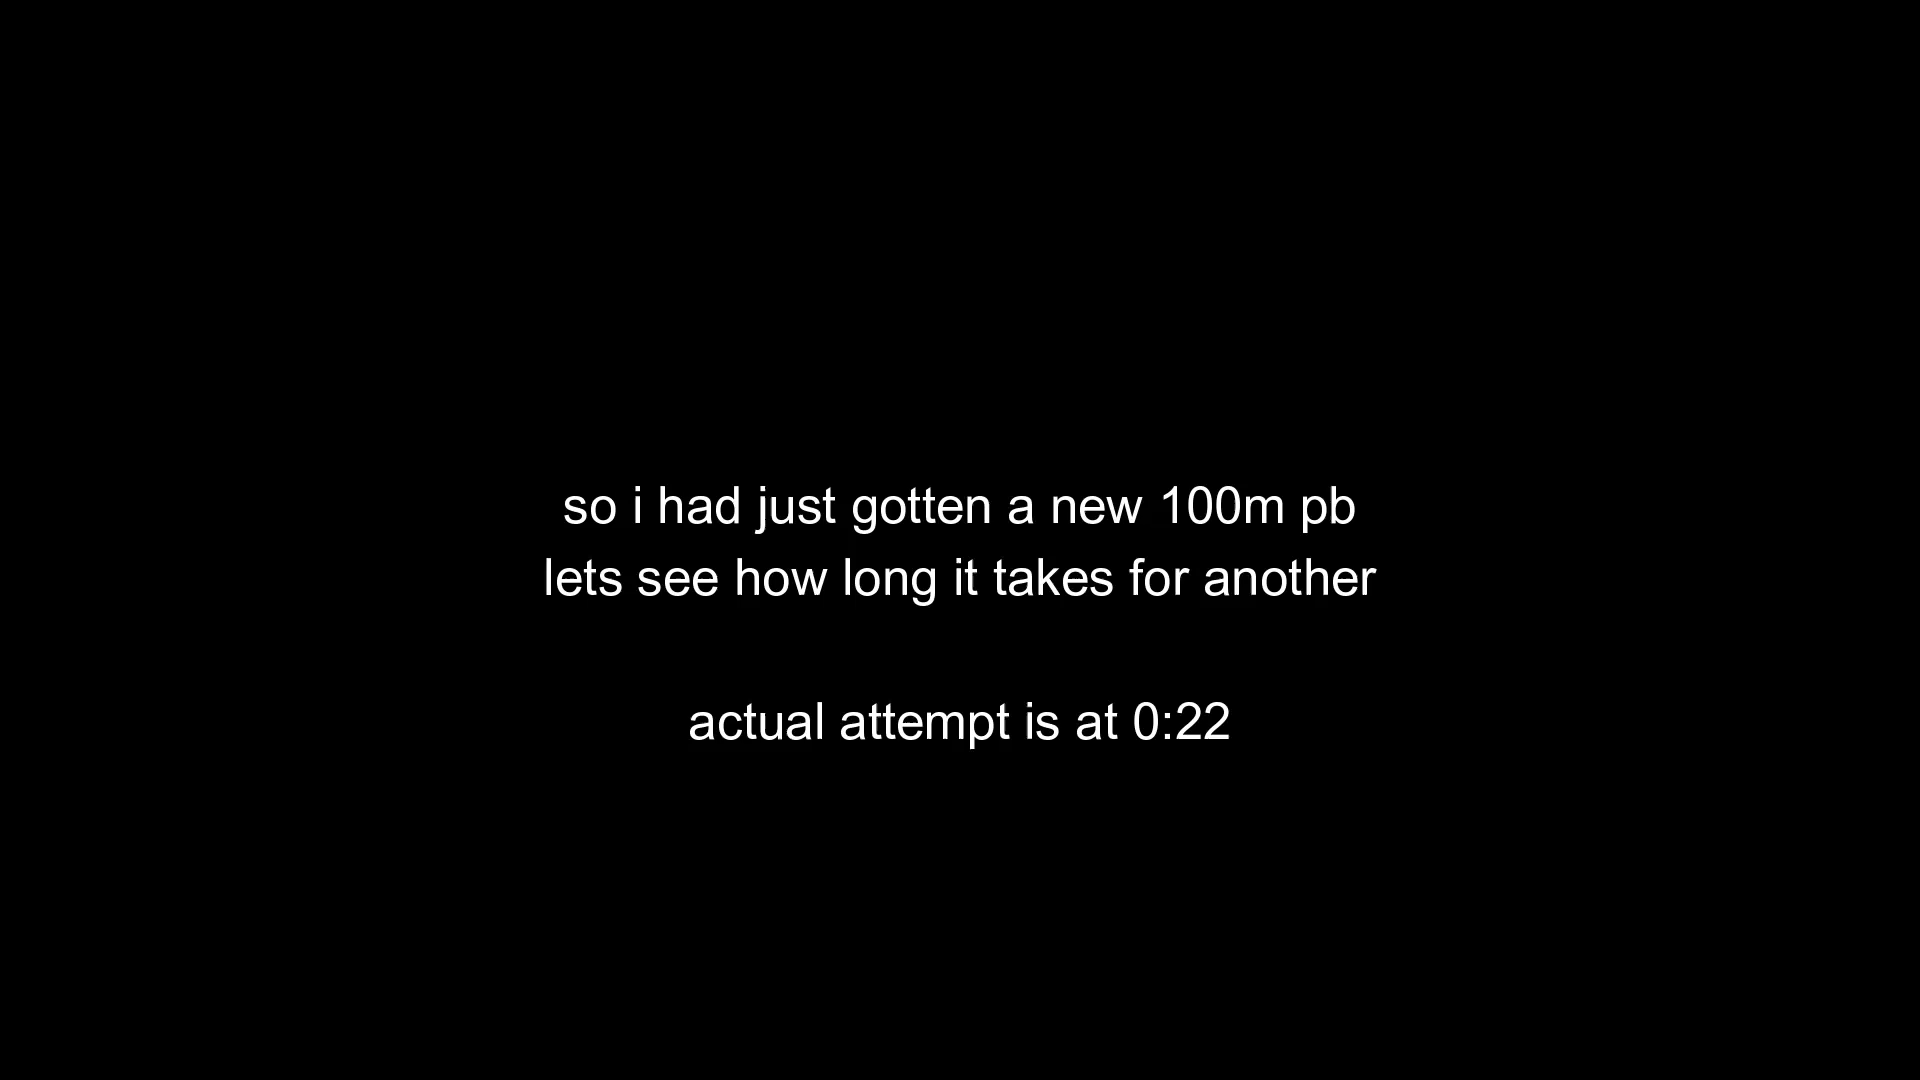 so i had just gotten a new 100m pb
lets see how long it takes for another
actual attempt is at 0:22